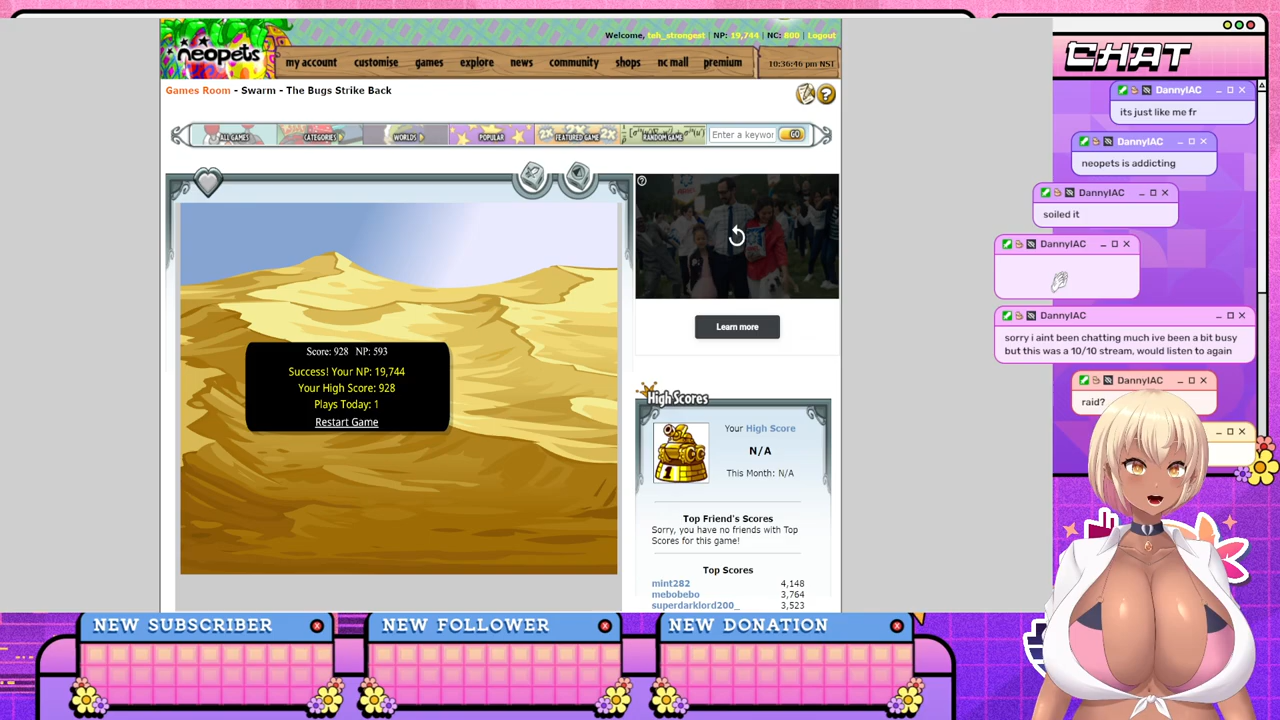 Welcome, teh_strongest | NP: 19,744 | NC: 800 | Logout
neopets
my account customise games explore news community shops nc mall premium
10:36:46 pm NST
Games Room - Swarm - The Bugs Strike Back
ALL GAMES CATEGORIES WORLDS POPULAR 2X FEATURED GAME 2X RANDOM GAME Enter a keywor GO
Score: 928 NP: 593
Success! Your NP: 19,744
Your High Score: 928
Plays Today: 1
Restart Game
Learn more
High Scores
1
Your High Score
N/A
This Month: N/A
Top Friend's Scores
Sorry, you have no friends with Top
Scores for this game!
Top Scores
mint282 4,148
mebobebo 3,764
superdarklord200_ 3,523
CHAT
DannyIAC
its just like me fr
DannyIAC
neopets is addicting
DannyIAC
soiled it
DannyIAC
DannyIAC
sorry i aint been chatting much ive been a bit busy
but this was a 10/10 stream, would listen to again
DannyIAC
raid?
NEW SUBSCRIBER
NEW FOLLOWER
NEW DONATION